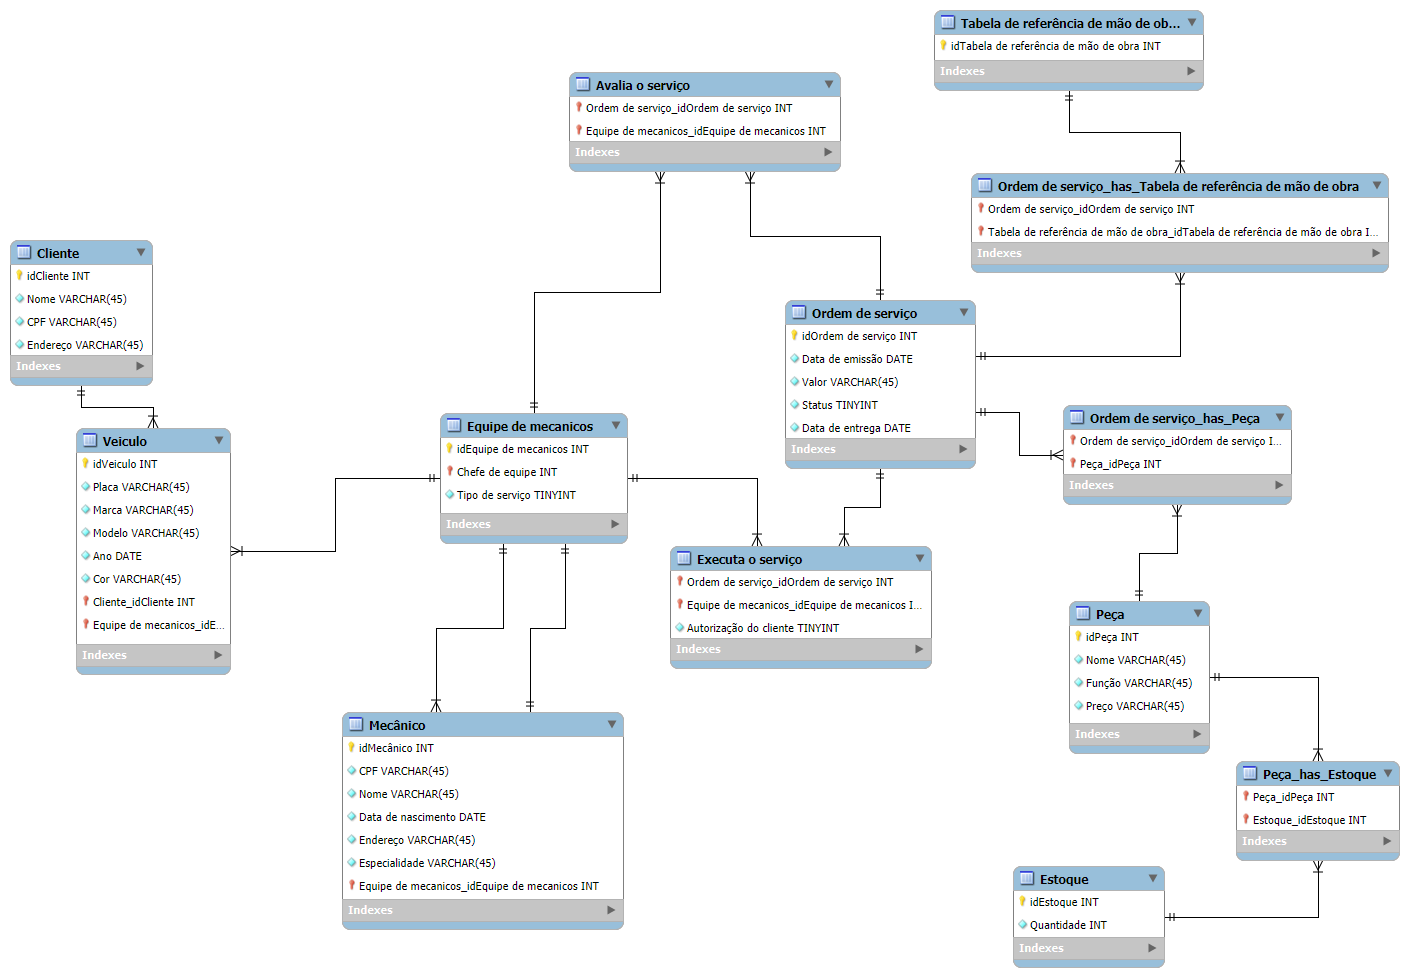 Tabela de referência de mão de ob...
idTabela de referência de mão de obra INT
Indexes
Avalia o serviço
Ordem de serviço_idOrdem de serviço INT
Equipe de mecanicos_idEquipe de mecanicos INT
Indexes
Ordem de serviço_has_Tabela de referência de mão de obra
Ordem de serviço_idOrdem de serviço INT
Tabela de referência de mão de obra_idTabela de referência de mão de obra I...
Indexes
Cliente
idCliente INT
Nome VARCHAR(45)
CPF VARCHAR(45)
Endereço VARCHAR(45)
Indexes
Ordem de serviço
idOrdem de serviço INT
Data de emissão DATE
Valor VARCHAR(45)
Status TINYINT
Data de entrega DATE
Indexes
Ordem de serviço_has_Peça
Ordem de serviço_idOrdem de serviço I...
Peça_idPeça INT
Indexes
Equipe de mecanicos
idEquipe de mecanicos INT
Chefe de equipe INT
Tipo de serviço TINYINT
Indexes
Veiculo
idVeiculo INT
Placa VARCHAR(45)
Marca VARCHAR(45)
Modelo VARCHAR(45)
Ano DATE
Cor VARCHAR(45)
Cliente_idCliente INT
Equipe de mecanicos_idE...
Indexes
Executa o serviço
Ordem de serviço_idOrdem de serviço INT
Equipe de mecanicos_idEquipe de mecanicos I...
Autorização do cliente TINYINT
Indexes
Peça
idPeça INT
Nome VARCHAR(45)
Função VARCHAR(45)
Preço VARCHAR(45)
Indexes
Mecânico
idMecânico INT
CPF VARCHAR(45)
Nome VARCHAR(45)
Data de nascimento DATE
Endereço VARCHAR(45)
Especialidade VARCHAR(45)
Equipe de mecanicos_idEquipe de mecanicos INT
Indexes
Peça_has_Estoque
Peça_idPeça INT
Estoque_idEstoque INT
Indexes
Estoque
idEstoque INT
Quantidade INT
Indexes